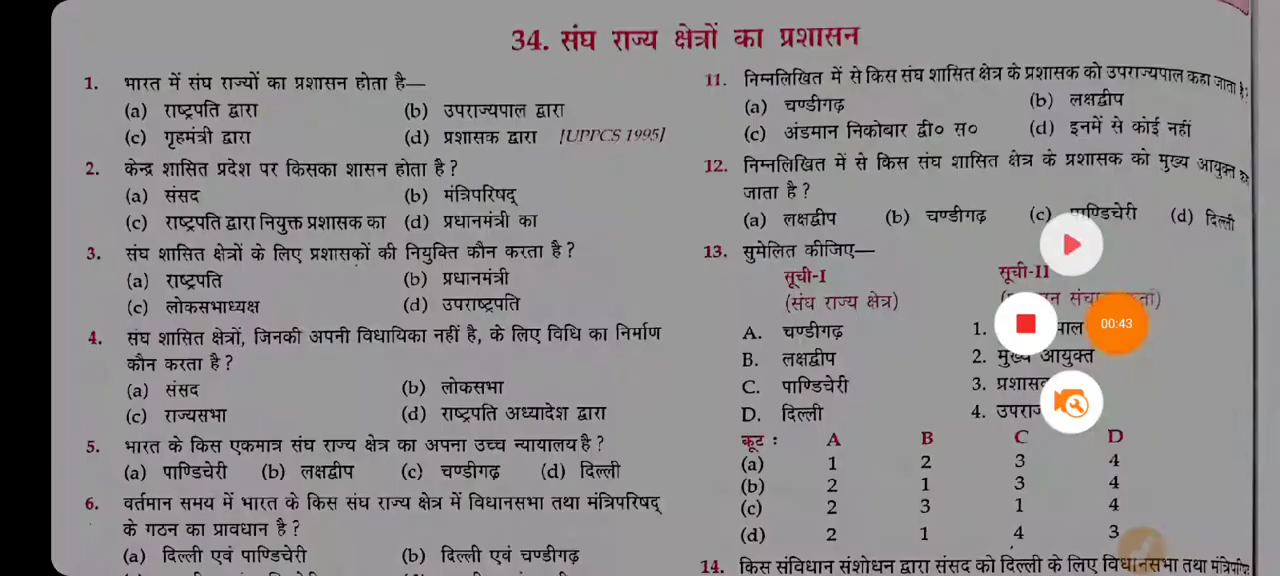 34. संघ राज्य क्षेत्रों का प्रशासन
1. भारत में संघ राज्यों का प्रशासन होता है—
(a) राष्ट्रपति द्वारा (b) उपराज्यपाल द्वारा
(c) गृहमंत्री द्वारा (d) प्रशासक द्वारा [UPPCS 1995]
2. केन्द्र शासित प्रदेश पर किसका शासन होता है?
(a) संसद (b) मंत्रिपरिषद्
(c) राष्ट्रपति द्वारा नियुक्त प्रशासक का (d) प्रधानमंत्री का
3. संघ शासित क्षेत्रों के लिए प्रशासकों की नियुक्ति कौन करता है?
(a) राष्ट्रपति (b) प्रधानमंत्री
(c) लोकसभाध्यक्ष (d) उपराष्ट्रपति
4. संघ शासित क्षेत्रों, जिनकी अपनी विधायिका नहीं है, के लिए विधि का निर्माण
कौन करता है?
(a) संसद (b) लोकसभा
(c) राज्यसभा (d) राष्ट्रपति अध्यादेश द्वारा
5. भारत के किस एकमात्र संघ राज्य क्षेत्र का अपना उच्च न्यायालय है?
(a) पाण्डिचेरी (b) लक्षद्वीप (c) चण्डीगढ़ (d) दिल्ली
6. वर्तमान समय में भारत के किस संघ राज्य क्षेत्र में विधानसभा तथा मंत्रिपरिषद्
के गठन का प्रावधान है?
(a) दिल्ली एवं पाण्डिचेरी (b) दिल्ली एवं चण्डीगढ़
11. निम्नलिखित में से किस संघ शासित क्षेत्र के प्रशासक को उपराज्यपाल कहा जाता है?
(a) चण्डीगढ़ (b) लक्षद्वीप
(c) अंडमान निकोबार द्वी० स० (d) इनमें से कोई नहीं
12. निम्नलिखित में से किस संघ शासित क्षेत्र के प्रशासक को मुख्य आयुक्त
जाता है?
(a) लक्षद्वीप (b) चण्डीगढ़ (c) पाण्डिचेरी (d) दिल्ली
13. सुमेलित कीजिए—
सूची-I सूची-II
(संघ राज्य क्षेत्र)
A. चण्डीगढ़ 1.
B. लक्षद्वीप 2. मुख्य आयुक्त
C. पाण्डिचेरी 3.
D. दिल्ली 4.
00:43
कूट : A B C D
(a) 1 2 3 4
(b) 2 1 3 4
(c) 2 3 1 4
(d) 2 1 4 3
14. किस संविधान संशोधन द्वारा संसद को दिल्ली के लिए विधानसभा तथा